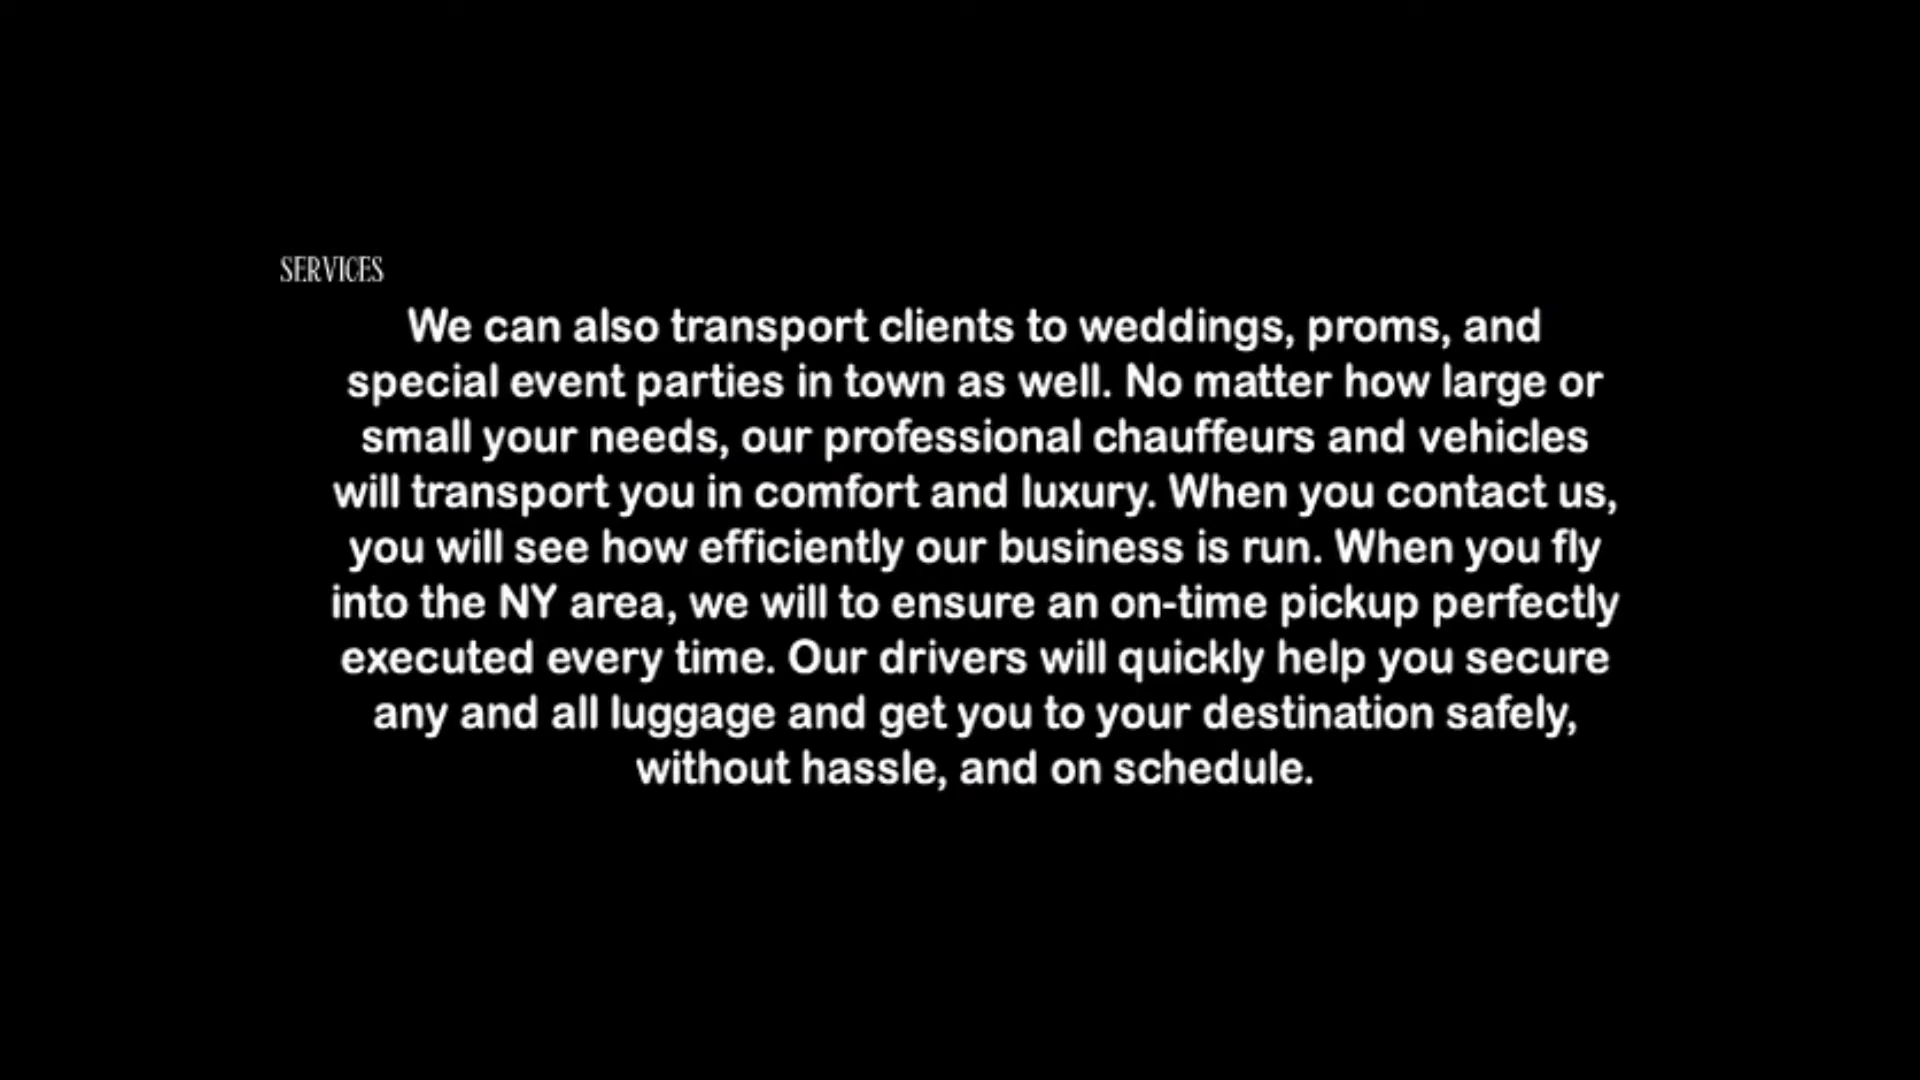 SERVICES
We can also transport clients to weddings, proms, and
special event parties in town as well. No matter how large or
small your needs, our professional chauffeurs and vehicles
will transport you in comfort and luxury. When you contact us,
you will see how efficiently our business is run. When you fly
into the NY area, we will to ensure an on-time pickup perfectly
executed every time. Our drivers will quickly help you secure
any and all luggage and get you to your destination safely,
without hassle, and on schedule.